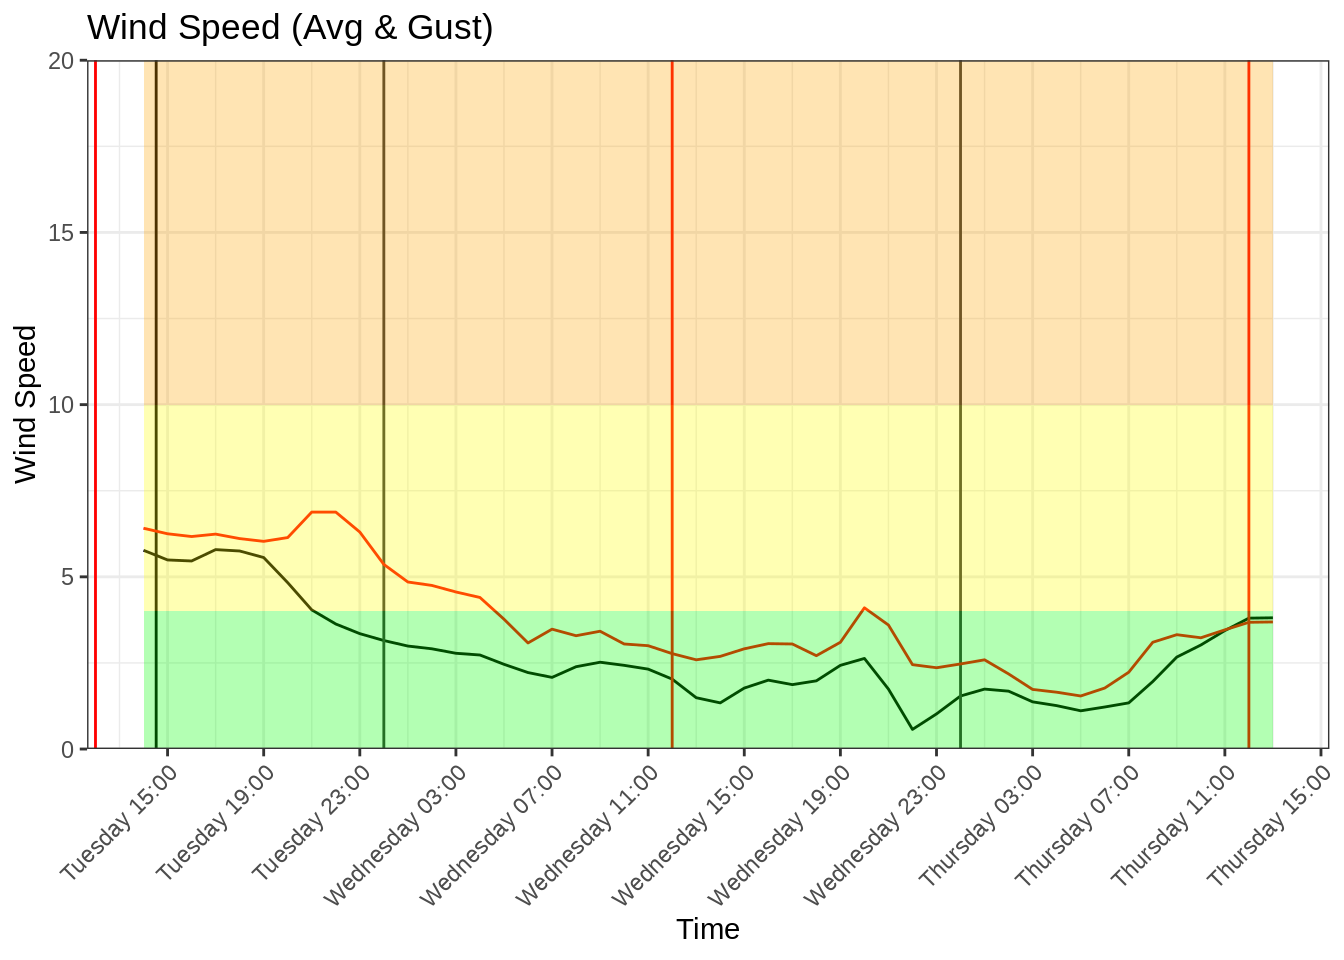 Wind Speed (Avg & Gust)
20
15
10
5
0
Wind Speed
Tuesday 15:00
Tuesday 19:00
Tuesday 23:00
Wednesday 03:00
Wednesday 07:00
Wednesday 11:00
Wednesday 15:00
Wednesday 19:00
Wednesday 23:00
Thursday 03:00
Thursday 07:00
Thursday 11:00
Thursday 15:00
Time